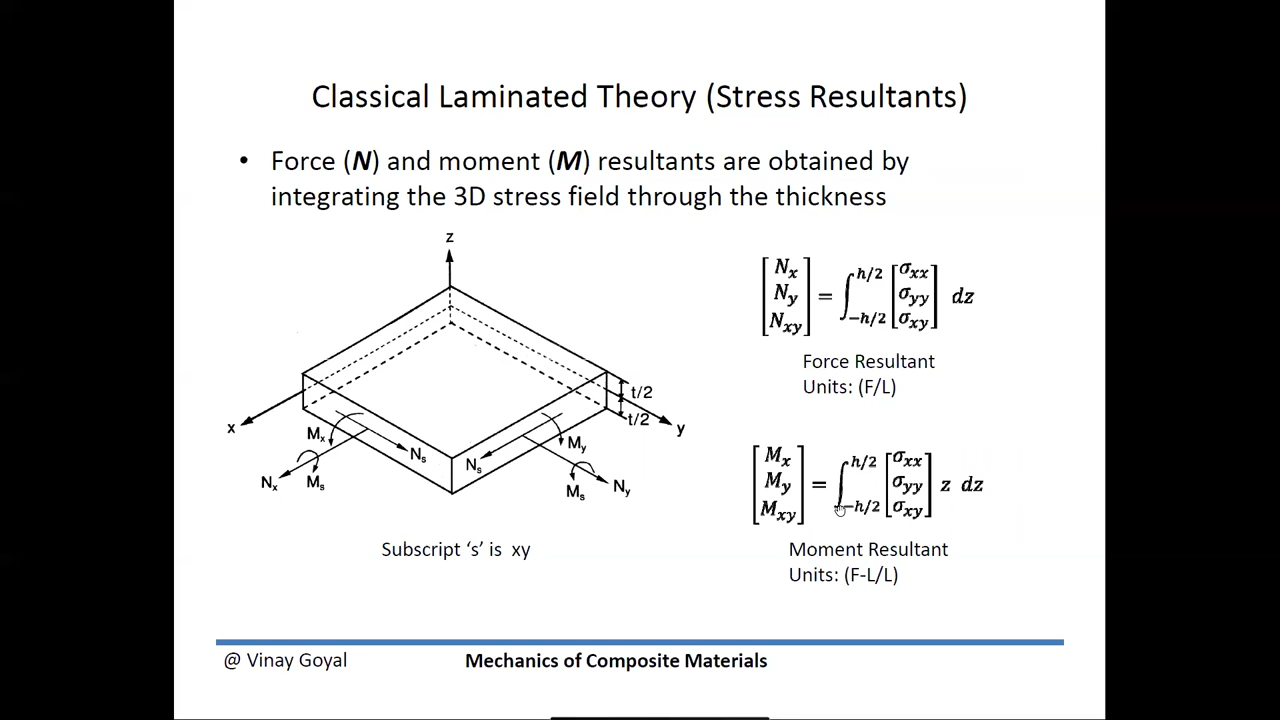 Classical Laminated Theory (Stress Resultants)
• Force (N) and moment (M) resultants are obtained by
integrating the 3D stress field through the thickness
z
x
y
t/2
t/2
Mx
Ns
Nx
Ms
My
Ns
Ms
Ny
Subscript ‘s’ is xy
[Nx Ny Nxy] = ∫_{-h/2}^{h/2} [σxx σyy σxy] dz
Force Resultant
Units: (F/L)
[Mx My Mxy] = ∫_{-h/2}^{h/2} [σxx σyy σxy] z dz
Moment Resultant
Units: (F-L/L)
@ Vinay Goyal
Mechanics of Composite Materials